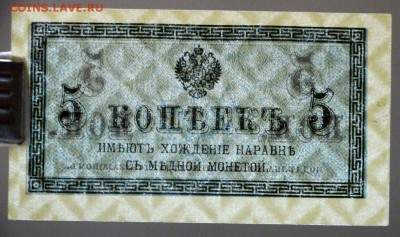 COINS.LAVE.RU
5 КОПѢЕКЪ 5
ИМѢЮТЪ ХОЖДЕНІЕ НАРАВНѢ
СЪ МѢДНОЙ МОНЕТОЙ.